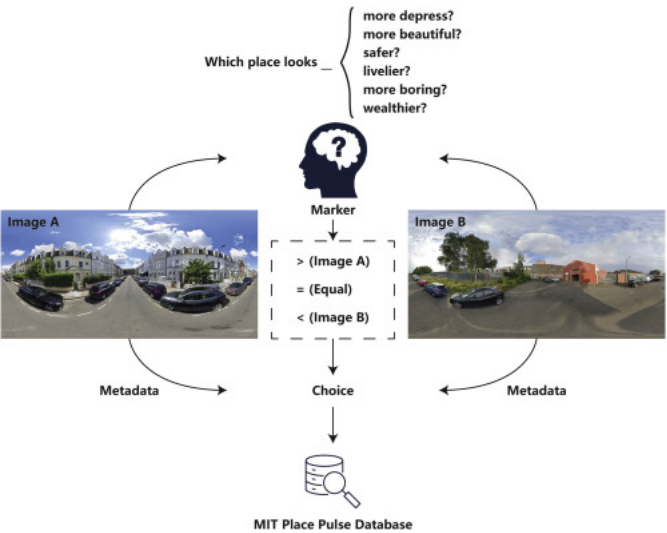 more depress?
more beautiful?
Which place looks __
safer?
livelier?
more boring?
wealthier?
?
Marker
Image A
Image B
> (Image A)
= (Equal)
< (Image B)
Metadata
Choice
Metadata
MIT Place Pulse Database